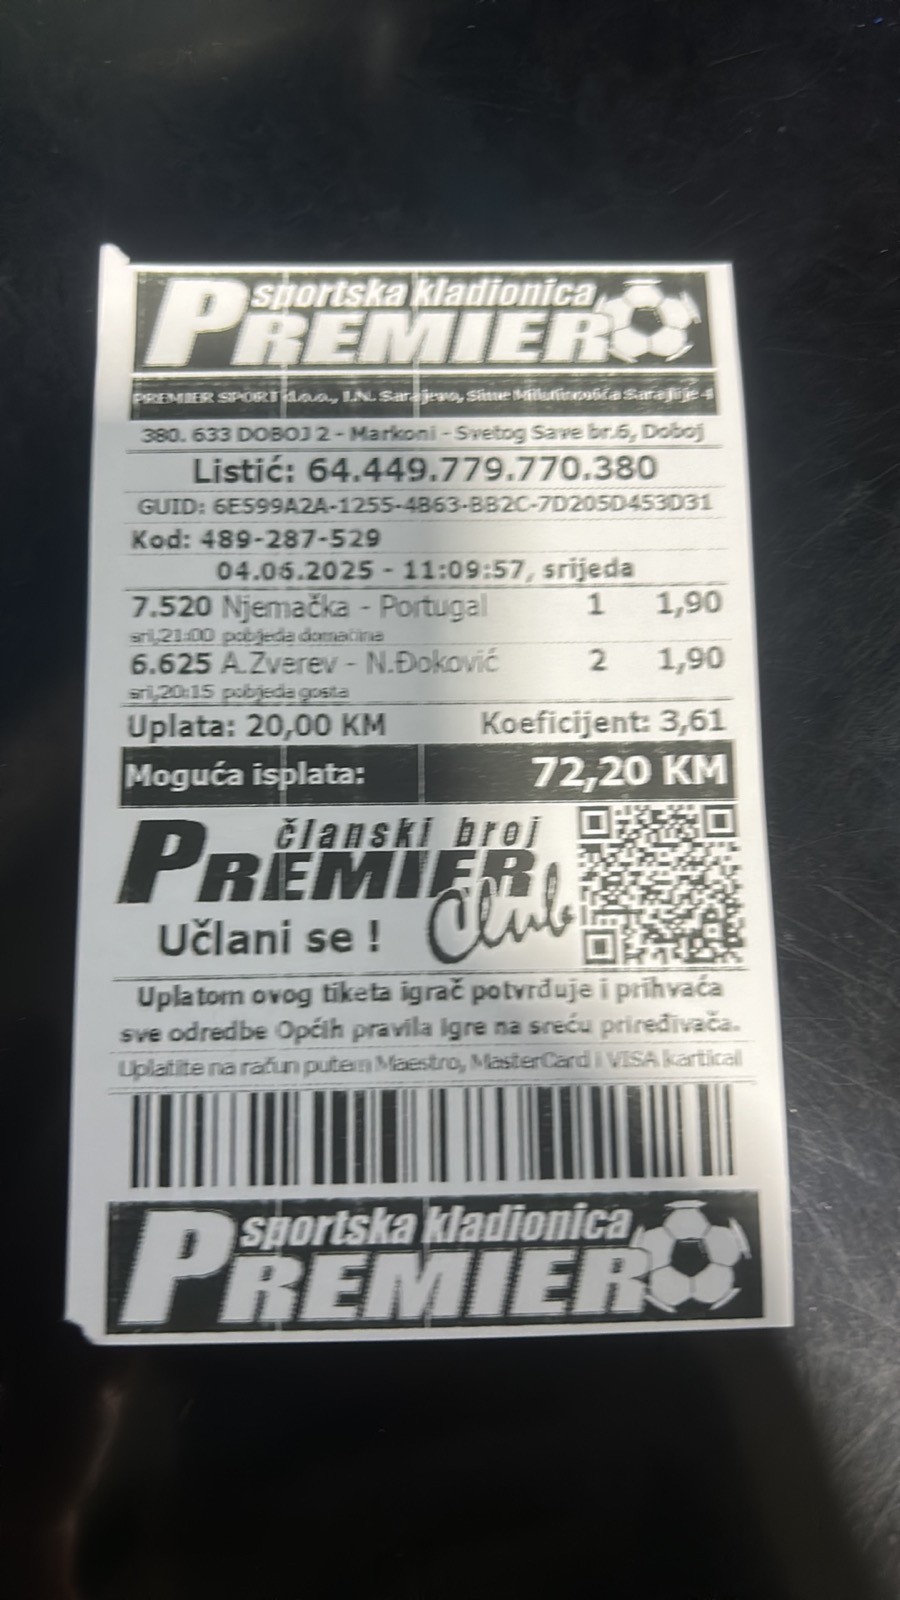 sportska kladionica
PREMIER
PREMIER SPORT d.o.o., I.N. Sarajevo, Sime Milutinovića Sarajlije 4
380. 633 DOBOJ 2 - Markoni - Svetog Save br.6, Doboj
Listić: 64.449.779.770.380
GUID: 6E599A2A-1255-4B63-BB2C-7D205D453D31
Kod: 489-287-529
04.06.2025 - 11:09:57, srijeda
7.520 Njemačka - Portugal 1 1,90
sri,21:00 pobjeda domaćina
6.625 A.Zverev - N.Đoković 2 1,90
sri,20:15 pobjeda gosta
Uplata: 20,00 KM Koeficijent: 3,61
Moguća isplata: 72,20 KM
članski broj
PREMIER
Club
Učlani se !
Uplatom ovog tiketa igrač potvrđuje i prihvaća
sve odredbe Općih pravila igre na sreću priređivača.
Uplatite na račun putem Maestro, MasterCard i VISA kartica!
sportska kladionica
PREMIER